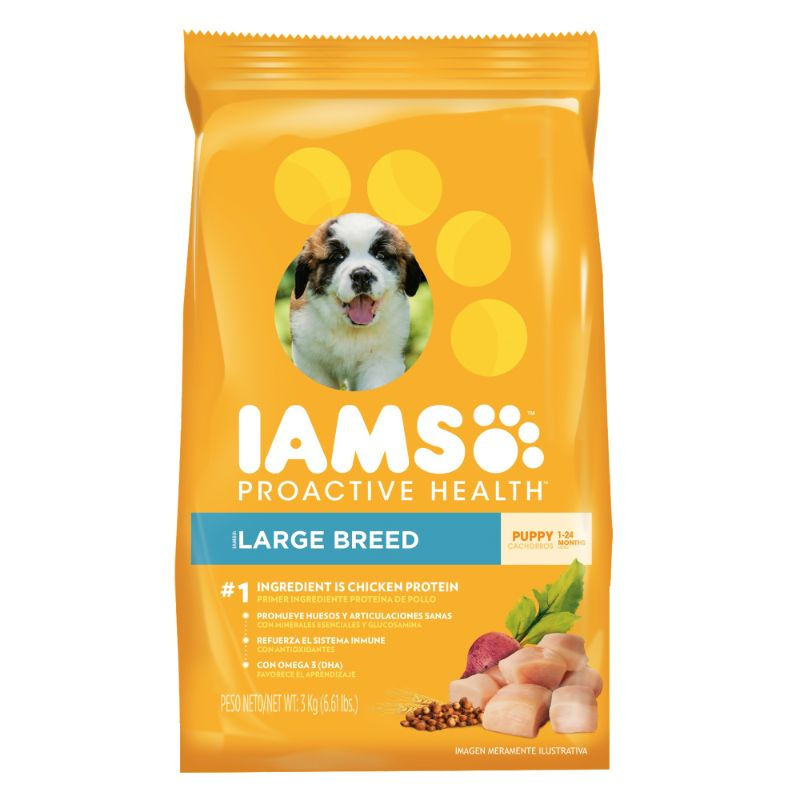 IAMS™
PROACTIVE HEALTH™
LARGE BREED
PUPPY 1-24
CACHORROS MONTHS
#1 INGREDIENT IS CHICKEN PROTEIN
PRIMER INGREDIENTE PROTEÍNA DE POLLO
PROMUEVE HUESOS Y ARTICULACIONES SANAS
CON MINERALES ESENCIALES Y GLUCOSAMINA
REFUERZA EL SISTEMA INMUNE
CON ANTIOXIDANTES
CON OMEGA 3 (DHA)
FAVORECE EL APRENDIZAJE
PESO NETO/NET WT: 3 Kg (6.61 lbs.)
IMAGEN MERAMENTE ILUSTRATIVA